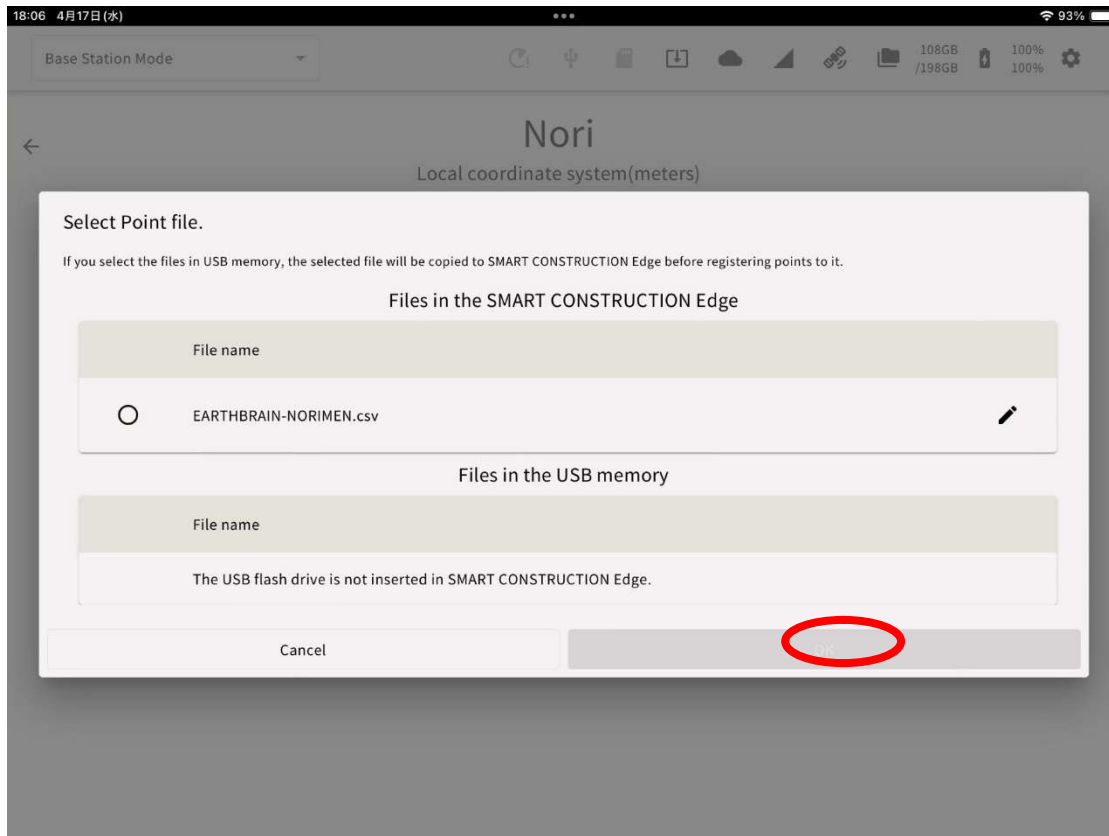 18:06 4月17日(水)
93%
Base Station Mode
108GB
/198GB
100%
100%
Nori
Local coordinate system(meters)
Select Point file.
If you select the files in USB memory, the selected file will be copied to SMART CONSTRUCTION Edge before registering points to it.
Files in the SMART CONSTRUCTION Edge
File name
EARTHBRAIN-NORIMEN.csv
Files in the USB memory
File name
The USB flash drive is not inserted in SMART CONSTRUCTION Edge.
Cancel
OK